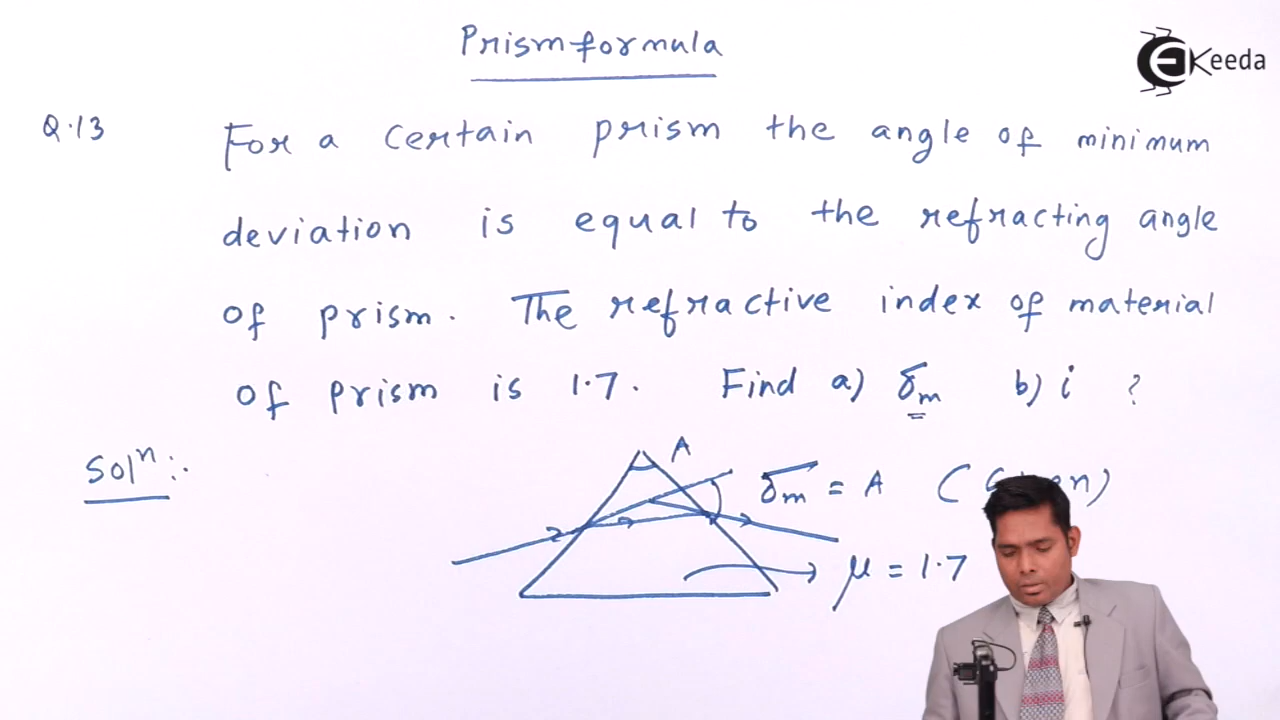 Prism formula
EKeeda
Q.13 For a certain prism the angle of minimum
deviation is equal to the refracting angle
of prism. The refractive index of material
of prism is 1.7. Find a) δm b) i ?
Solⁿ:.
A
δm = A
μ = 1.7